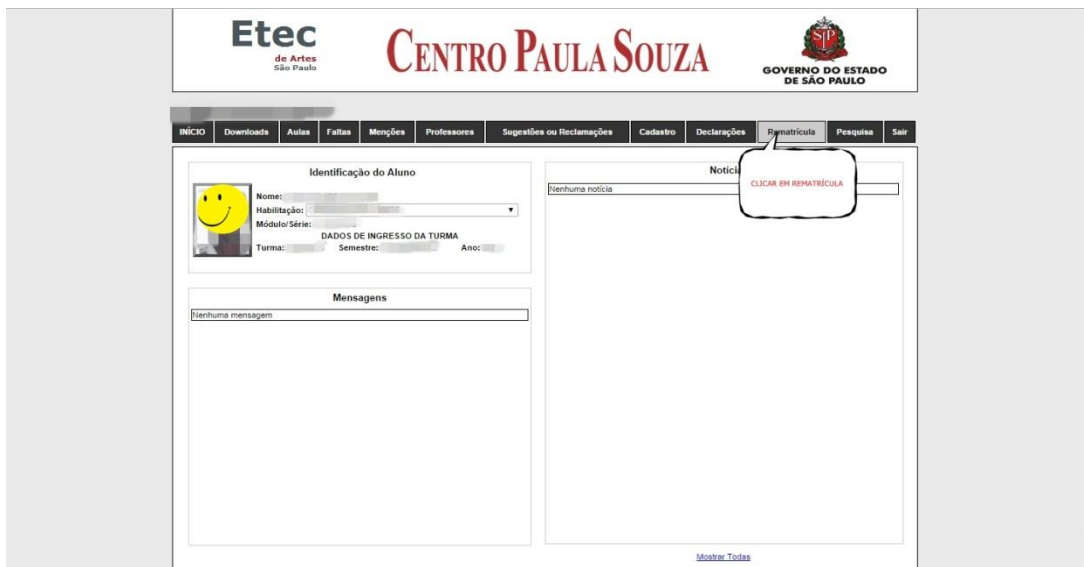 Etec
de Artes
São Paulo
CENTRO PAULA SOUZA
SP
GOVERNO DO ESTADO
DE SÃO PAULO
INÍCIO Downloads Aulas Faltas Menções Professores Sugestões ou Reclamações Cadastro Declarações Rematrícula Pesquisa Sair
CLICAR EM REMATRÍCULA
Identificação do Aluno
Nome:
Habilitação:
Módulo/Série:
DADOS DE INGRESSO DA TURMA
Turma: Semestre: Ano:
Mensagens
Nenhuma mensagem
Notícia
Nenhuma notícia
Mostrar Todas